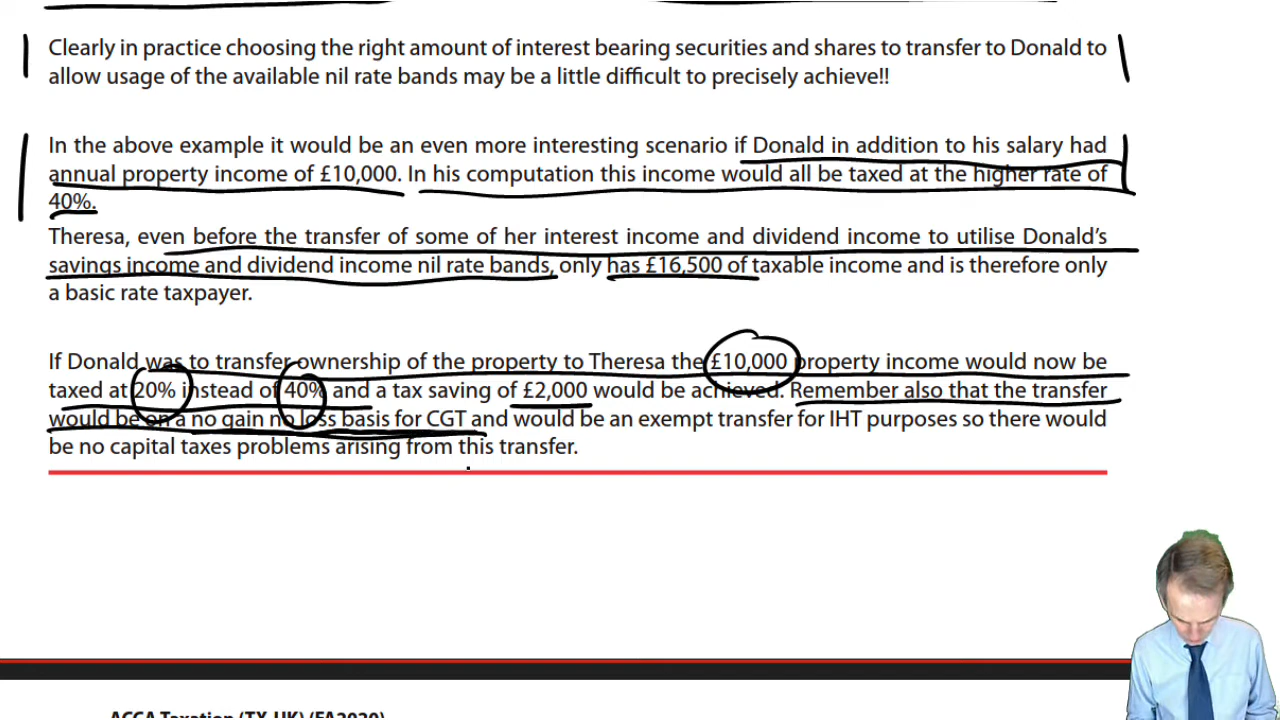 Clearly in practice choosing the right amount of interest bearing securities and shares to transfer to Donald to
allow usage of the available nil rate bands may be a little difficult to precisely achieve!!
In the above example it would be an even more interesting scenario if Donald in addition to his salary had
annual property income of £10,000. In his computation this income would all be taxed at the higher rate of
40%.
Theresa, even before the transfer of some of her interest income and dividend income to utilise Donald's
savings income and dividend income nil rate bands, only has £16,500 of taxable income and is therefore only
a basic rate taxpayer.
If Donald was to transfer ownership of the property to Theresa the £10,000 property income would now be
taxed at 20% instead of 40% and a tax saving of £2,000 would be achieved. Remember also that the transfer
would be on a no gain no loss basis for CGT and would be an exempt transfer for IHT purposes so there would
be no capital taxes problems arising from this transfer.
ACCA Taxation (TX-UK) (FA2020)